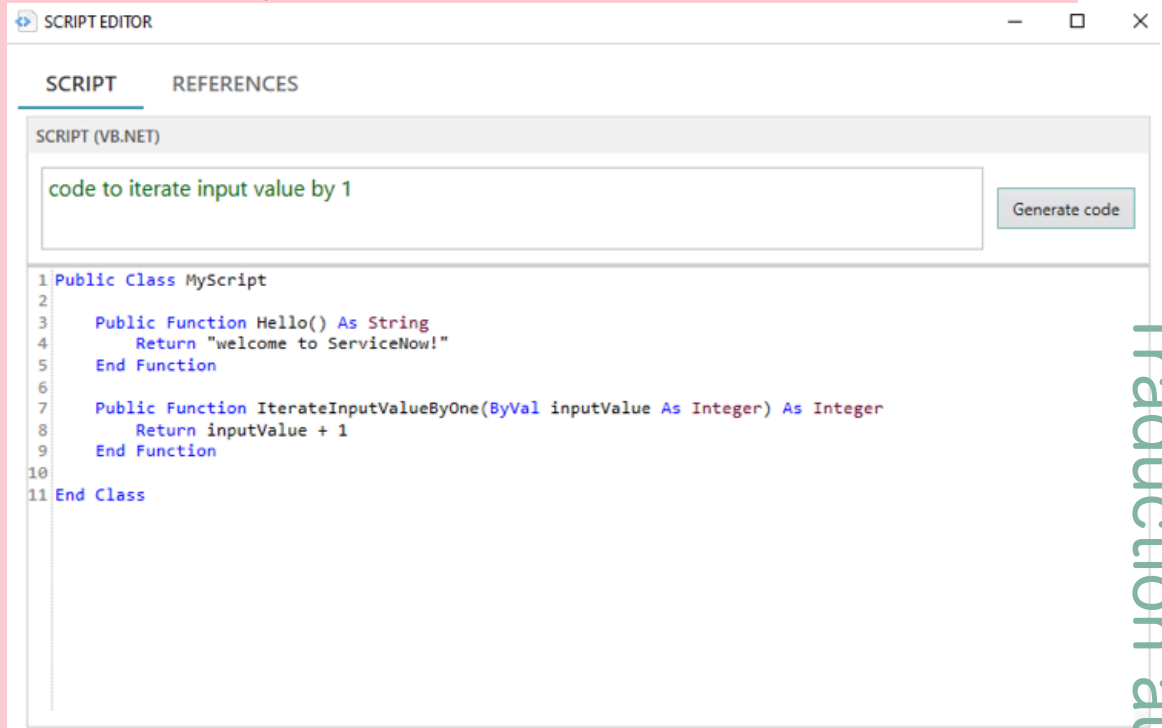 SCRIPT EDITOR
SCRIPT REFERENCES
SCRIPT (VB.NET)
code to iterate input value by 1
Generate code
1 Public Class MyScript
2
3 Public Function Hello() As String
4 Return "welcome to ServiceNow!"
5 End Function
6
7 Public Function IterateInputValueByOne(ByVal inputValue As Integer) As Integer
8 Return inputValue + 1
9 End Function
10
11 End Class
Traduction